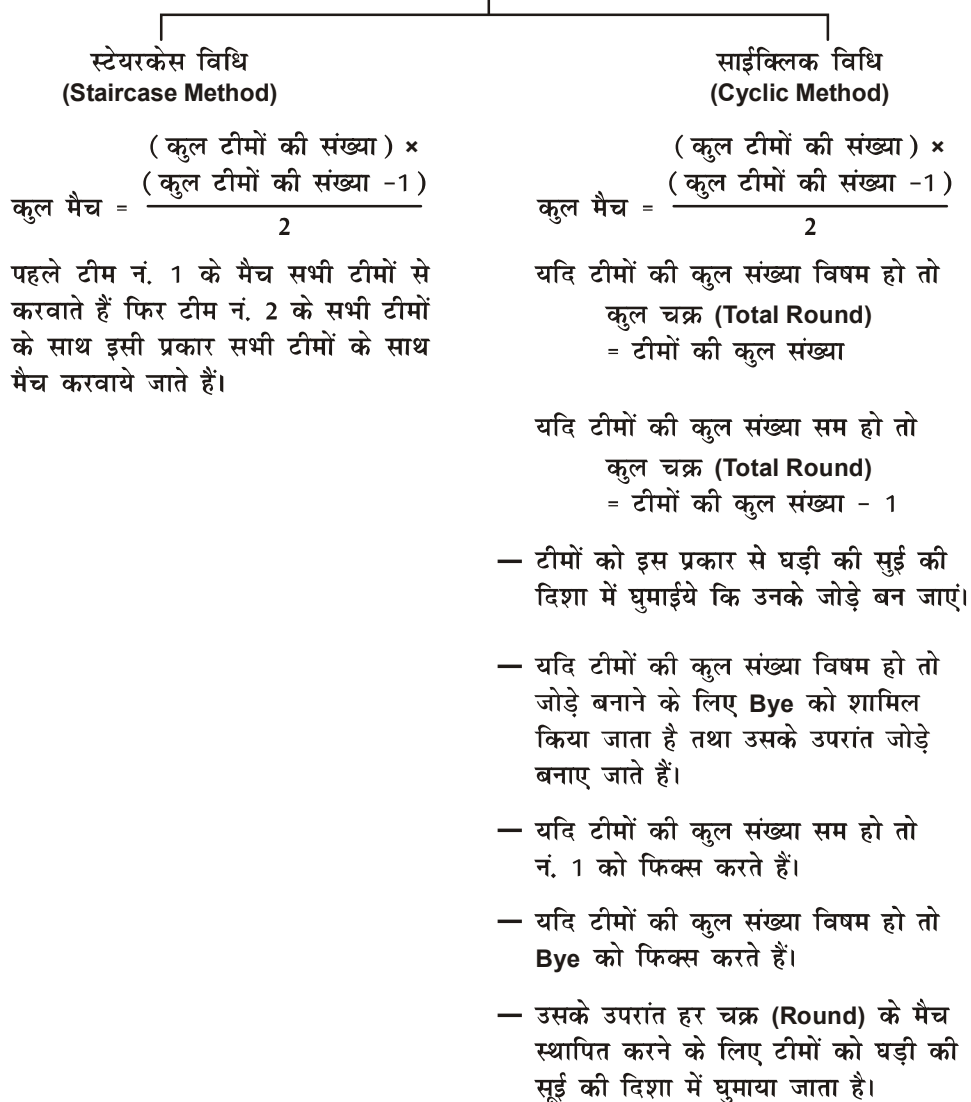 स्टेयरकेस विधि
(Staircase Method)
( कुल टीमों की संख्या ) ×
( कुल टीमों की संख्या -1 )
कुल मैच =
2
पहले टीम नं. 1 के मैच सभी टीमों से
करवाते हैं फिर टीम नं. 2 के सभी टीमों
के साथ इसी प्रकार सभी टीमों के साथ
मैच करवाये जाते हैं।
साईक्लिक विधि
(Cyclic Method)
( कुल टीमों की संख्या ) ×
( कुल टीमों की संख्या -1 )
कुल मैच =
2
यदि टीमों की कुल संख्या विषम हो तो
कुल चक्र (Total Round)
= टीमों की कुल संख्या
यदि टीमों की कुल संख्या सम हो तो
कुल चक्र (Total Round)
= टीमों की कुल संख्या - 1
— टीमों को इस प्रकार से घड़ी की सुई की
दिशा में घुमाईये कि उनके जोड़े बन जाएं।
— यदि टीमों की कुल संख्या विषम हो तो
जोड़े बनाने के लिए Bye को शामिल
किया जाता है तथा उसके उपरांत जोड़े
बनाए जाते हैं।
— यदि टीमों की कुल संख्या सम हो तो
नं. 1 को फिक्स करते हैं।
— यदि टीमों की कुल संख्या विषम हो तो
Bye को फिक्स करते हैं।
— उसके उपरांत हर चक्र (Round) के मैच
स्थापित करने के लिए टीमों को घड़ी की
सूई की दिशा में घुमाया जाता है।